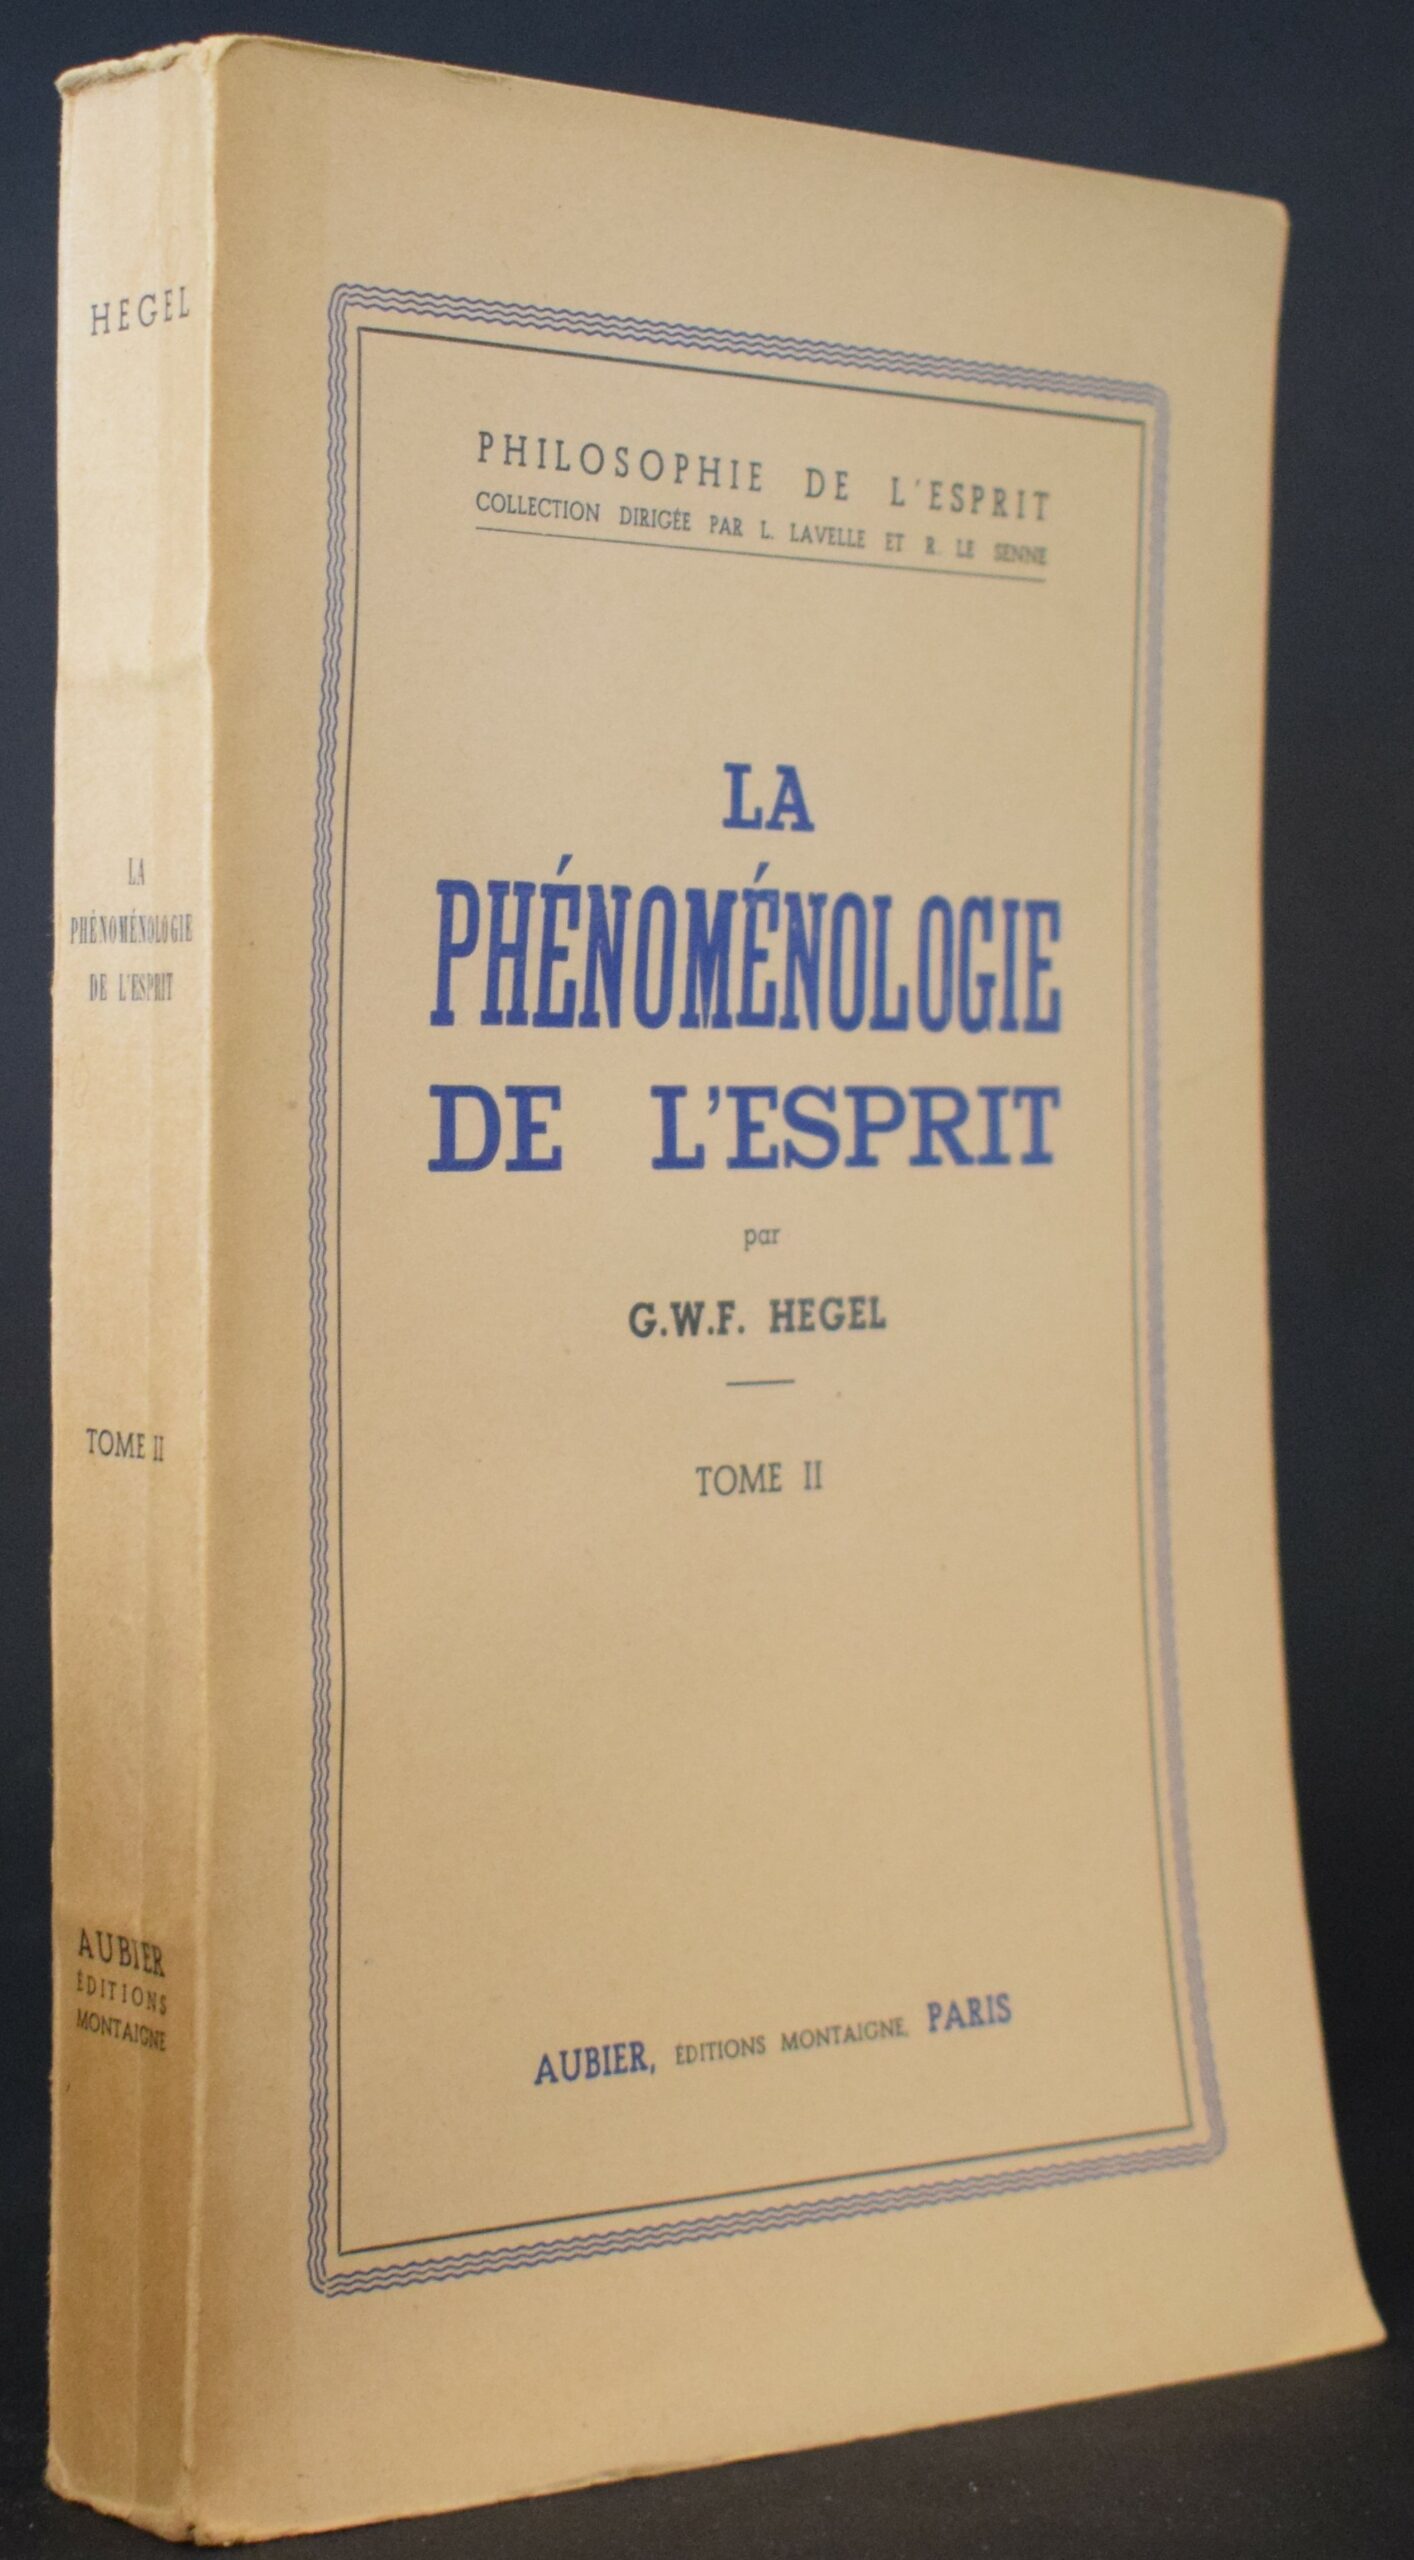 HEGEL
LA
PHÉNOMÉNOLOGIE
DE L'ESPRIT
TOME II
AUBIER
ÉDITIONS
MONTAIGNE
PHILOSOPHIE DE L'ESPRIT
COLLECTION DIRIGÉE PAR L. LAVELLE ET R. LE SENNE
LA
PHÉNOMÉNOLOGIE
DE L'ESPRIT
par
G.W.F. HEGEL
TOME II
AUBIER, ÉDITIONS MONTAIGNE, PARIS